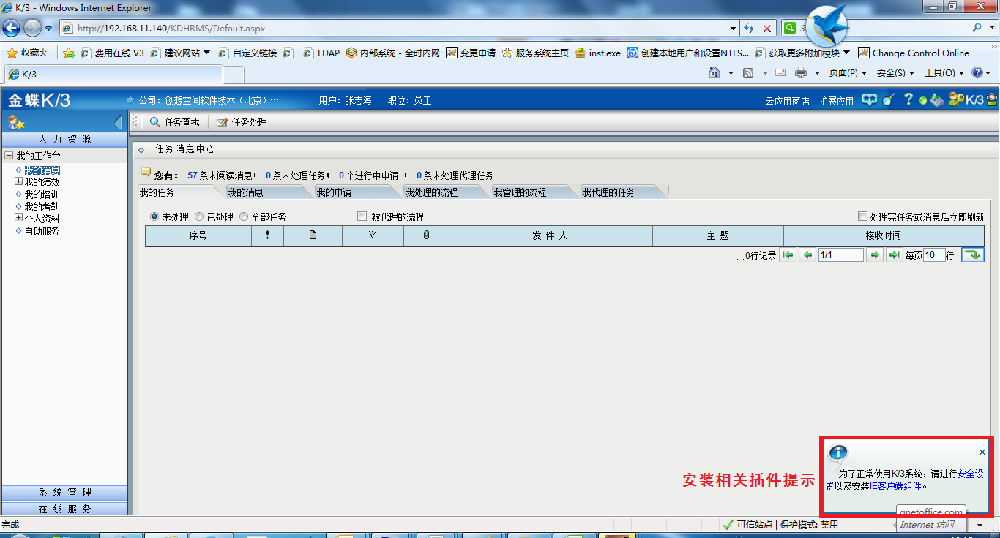 K/3 - Windows Internet Explorer
http://192.168.11.140/KDHRMS/Default.aspx
收藏夹 费用在线 V3 建议网站 自定义链接 LDAP 内部系统 - 全时内网 变更申请 服务系统主页 inst.exe 创建本地用户和设置NTFS... 获取更多附加模块 Change Control Online
K/3 页面(P) 安全(S) 工具(O)
金蝶K/3 公司：创想空间软件技术（北京）… 用户：张志海 职位：员工 云应用商店 扩展应用 K/3
任务查找 任务处理
人 力 资 源
我的工作台
我的消息
我的绩效
我的培训
我的考勤
个人资料
自助服务
系 统 管 理
在 线 服 务
任务消息中心
您有： 57 条未阅读消息； 0 条未处理任务； 0 个进行中申请 ； 0 条未处理代理任务
我的任务 我的消息 我的申请 我处理的流程 我管理的流程 我代理的任务
未处理 已处理 全部任务 被代理的流程 处理完任务或消息后立即刷新
序号 ! 发 件 人 主 题 接收时间
共0行记录 1/1 每页 10 行
安装相关插件提示
为了正常使用K/3系统，请进行安全设
置以及安装IE客户端组件。
qnetoffice.com
Internet 访问
完成 可信站点 | 保护模式: 禁用